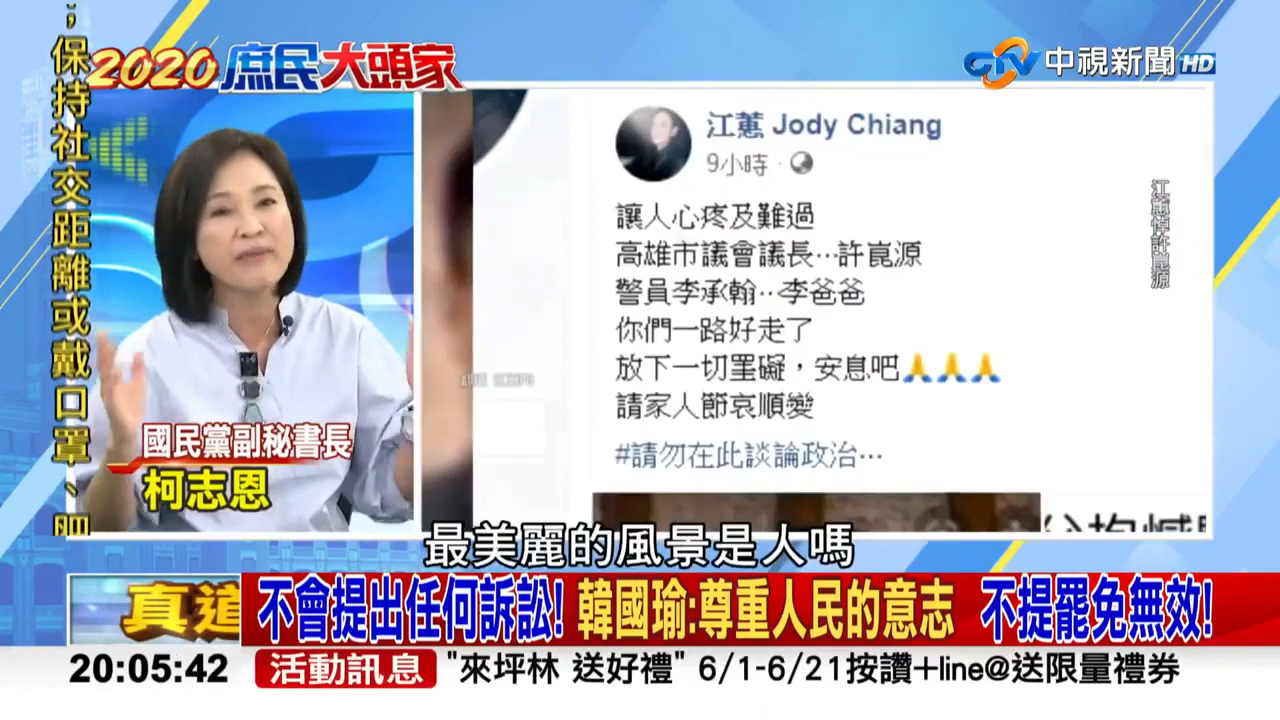 ；保持社交距離或戴口罩、肥
2020庶民大頭家
CTV中視新聞HD
江蕙 Jody Chiang
9小時
讓人心疼及難過
高雄市議會議長…許崑源
警員李承翰…李爸爸
你們一路好走了
放下一切罣礙，安息吧🙏🙏🙏
請家人節哀順變
#請勿在此談論政治…
江蕙悼許崑源
國民黨副秘書長
柯志恩
最美麗的風景是人嗎
真道
不會提出任何訴訟! 韓國瑜:尊重人民的意志 不提罷免無效!
20:05:42 活動訊息 "來坪林 送好禮" 6/1-6/21按讚+line@送限量禮券